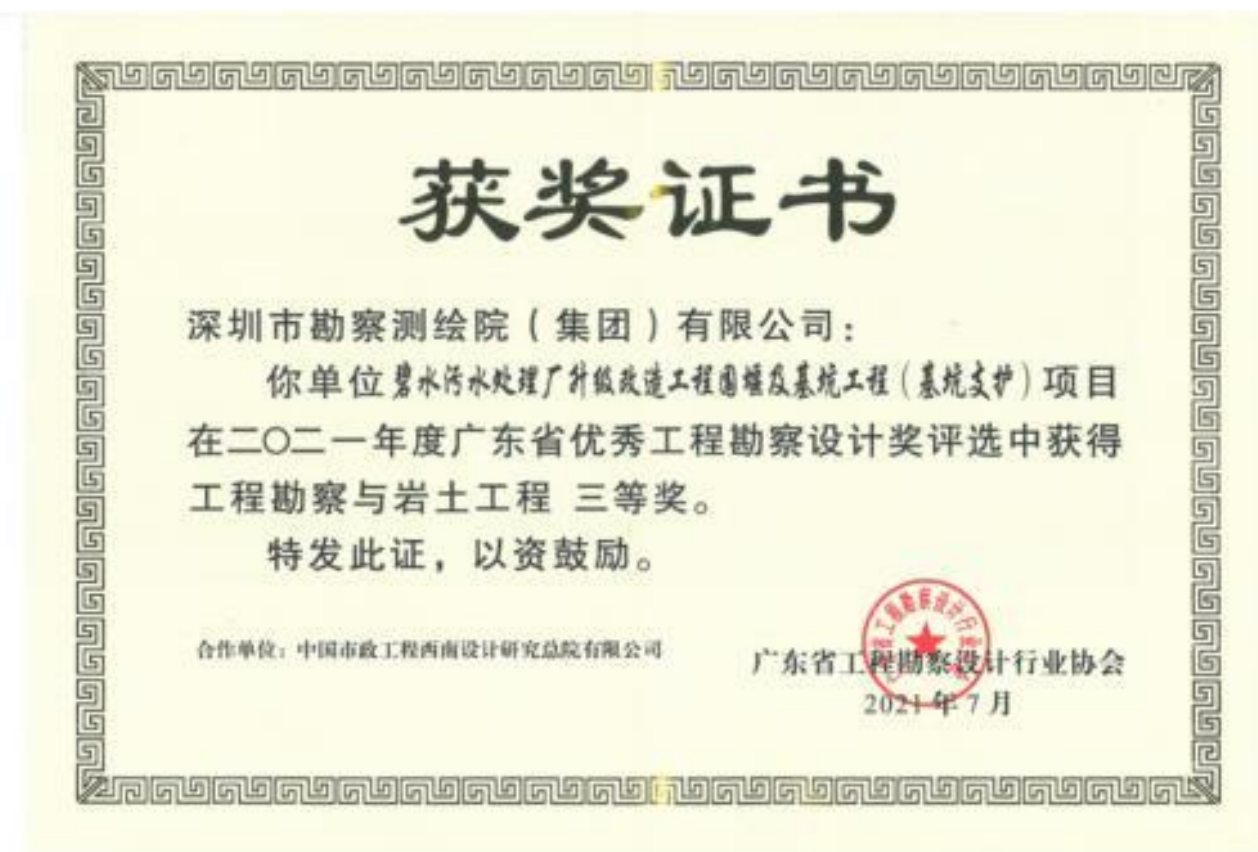 获奖证书
深圳市勘察测绘院（集团）有限公司：
你单位碧水污水处理厂升级改造工程围堰及基坑工程（基坑支护）项目
在二〇二一年度广东省优秀工程勘察设计奖评选中获得
工程勘察与岩土工程 三等奖。
特发此证，以资鼓励。
合作单位：中国市政工程西南设计研究总院有限公司
广东省工程勘察设计行业协会
2021年7月